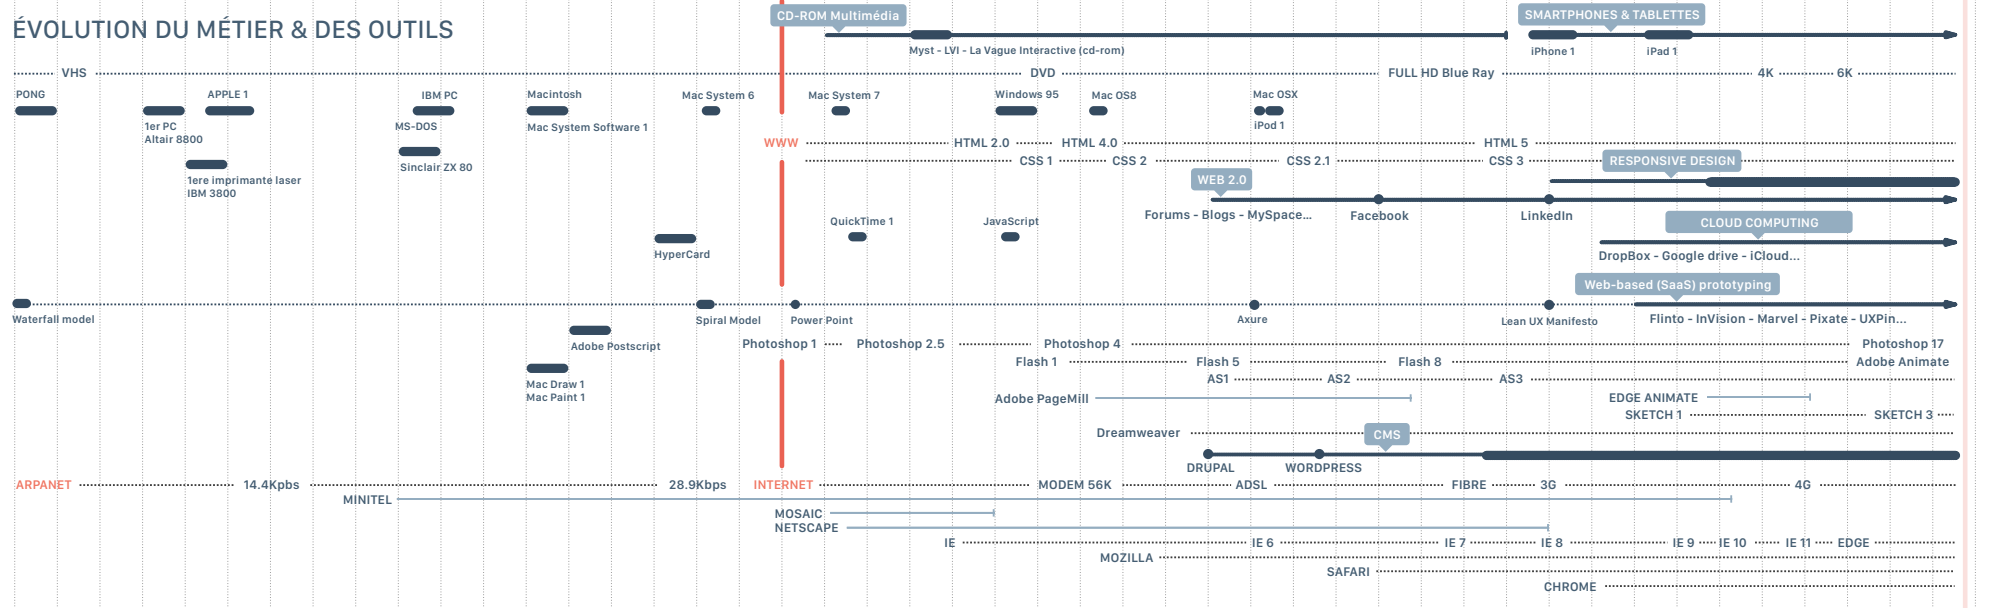 ÉVOLUTION DU MÉTIER & DES OUTILS
CD-ROM Multimédia
SMARTPHONES & TABLETTES
Myst - LVI - La Vague Interactive (cd-rom)
iPhone 1
iPad 1
VHS
DVD
FULL HD Blue Ray
4K
6K
PONG
APPLE 1
IBM PC
Macintosh
Mac System 6
Mac System 7
Windows 95
Mac OS8
Mac OSX
1er PC
Altair 8800
MS-DOS
Mac System Software 1
iPod 1
WWW
HTML 2.0
HTML 4.0
HTML 5
CSS 1
CSS 2
CSS 2.1
CSS 3
RESPONSIVE DESIGN
Sinclair ZX 80
1ere imprimante laser
IBM 3800
WEB 2.0
Forums - Blogs - MySpace...
Facebook
LinkedIn
QuickTime 1
JavaScript
CLOUD COMPUTING
HyperCard
DropBox - Google drive - iCloud...
Web-based (SaaS) prototyping
Waterfall model
Spiral Model
Power Point
Axure
Lean UX Manifesto
Flinto - InVision - Marvel - Pixate - UXPin...
Adobe Postscript
Photoshop 1
Photoshop 2.5
Photoshop 4
Photoshop 17
Flash 1
Flash 5
Flash 8
Adobe Animate
AS1
AS2
AS3
Mac Draw 1
Mac Paint 1
Adobe PageMill
EDGE ANIMATE
SKETCH 1
SKETCH 3
Dreamweaver
CMS
DRUPAL
WORDPRESS
ARPANET
14.4Kpbs
28.9Kbps
INTERNET
MODEM 56K
ADSL
FIBRE
3G
4G
MINITEL
MOSAIC
NETSCAPE
IE
IE 6
IE 7
IE 8
IE 9
IE 10
IE 11
EDGE
MOZILLA
SAFARI
CHROME